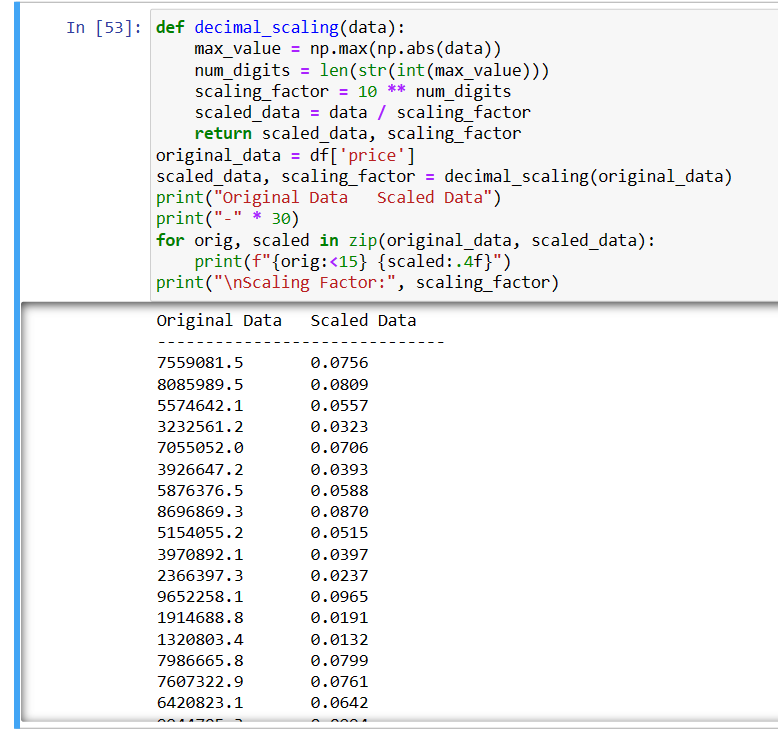 In [53]: def decimal_scaling(data):
    max_value = np.max(np.abs(data))
    num_digits = len(str(int(max_value)))
    scaling_factor = 10 ** num_digits
    scaled_data = data / scaling_factor
    return scaled_data, scaling_factor
original_data = df['price']
scaled_data, scaling_factor = decimal_scaling(original_data)
print("Original Data   Scaled Data")
print("-" * 30)
for orig, scaled in zip(original_data, scaled_data):
    print(f"{orig:<15} {scaled:.4f}")
print("\nScaling Factor:", scaling_factor)
Original Data   Scaled Data
------------------------------
7559081.5       0.0756
8085989.5       0.0809
5574642.1       0.0557
3232561.2       0.0323
7055052.0       0.0706
3926647.2       0.0393
5876376.5       0.0588
8696869.3       0.0870
5154055.2       0.0515
3970892.1       0.0397
2366397.3       0.0237
9652258.1       0.0965
1914688.8       0.0191
1320803.4       0.0132
7986665.8       0.0799
7607322.9       0.0761
6420823.1       0.0642